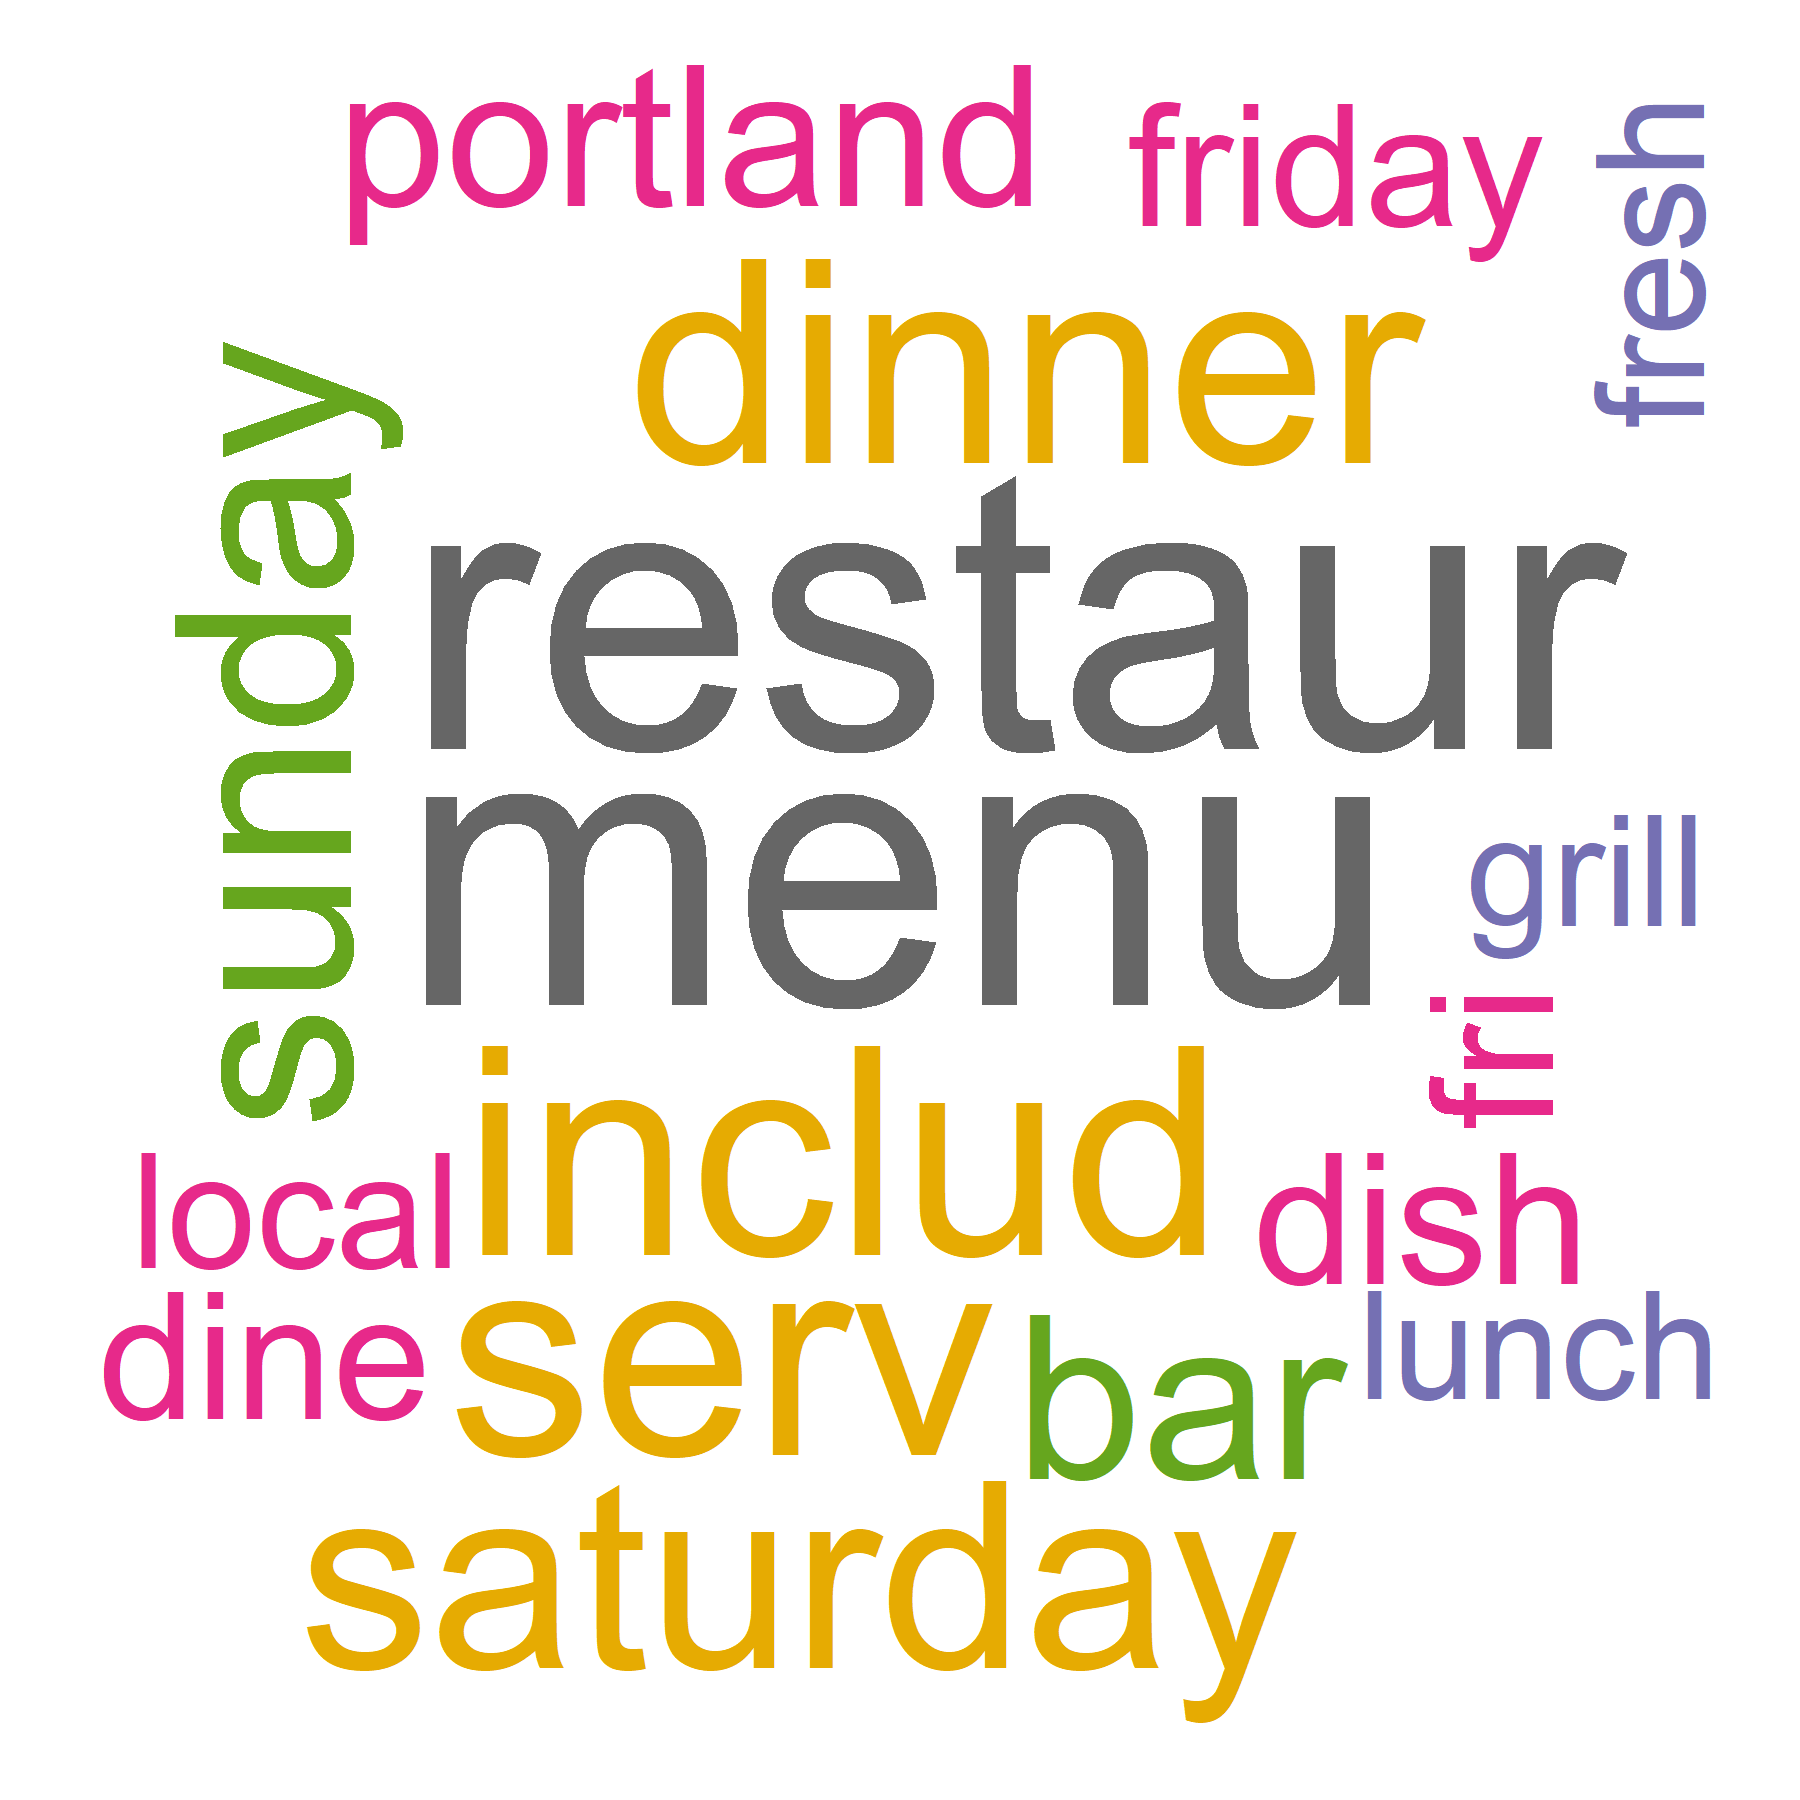 portland
friday
fresh
dinner
sunday
restaur
menu
grill
fri
includ
local
dish
dine
serv
bar
lunch
saturday